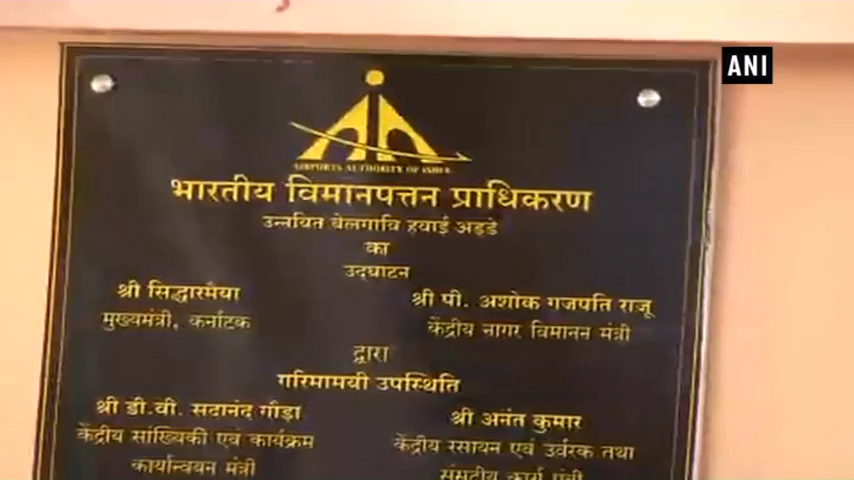 ANI
AIRPORTS AUTHORITY OF INDIA
भारतीय विमानपत्तन प्राधिकरण
उन्नयित बेलगावि हवाई अड्डे
का
उद्घाटन
श्री सिद्धारमैया श्री पी. अशोक गजपति राजू
मुख्यमंत्री, कर्नाटक केंद्रीय नागर विमानन मंत्री
द्वारा
गरिमामयी उपस्थिति
श्री डी.वी. सदानंद गौड़ा श्री अनंत कुमार
केंद्रीय सांख्यिकी एवं कार्यक्रम केंद्रीय रसायन एवं उर्वरक तथा
कार्यान्वयन मंत्री संसदीय कार्य मंत्री